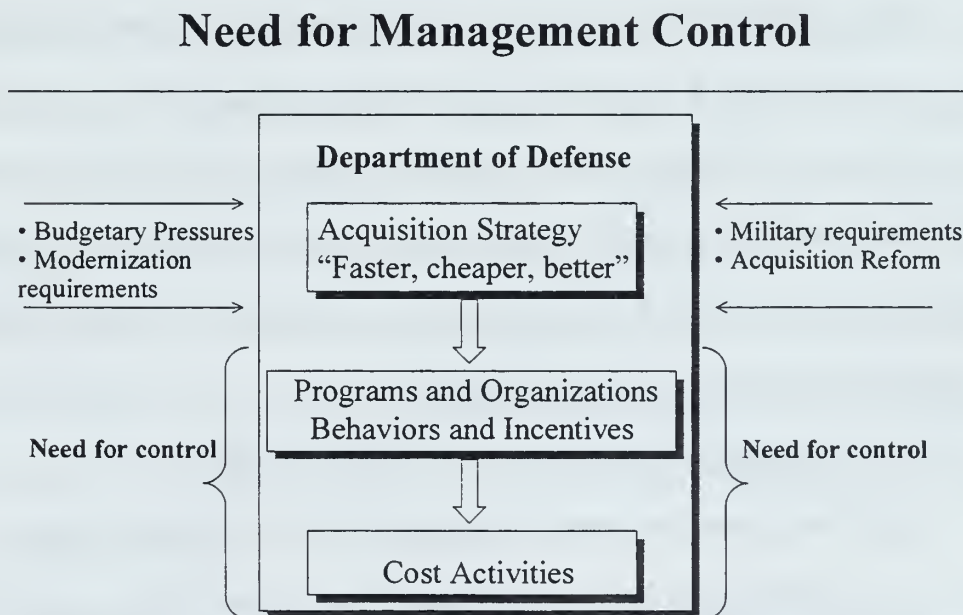 Need for Management Control
Department of Defense
• Budgetary Pressures
• Modernization
requirements
Acquisition Strategy
“Faster, cheaper, better”
• Military requirements
• Acquisition Reform
Programs and Organizations
Behaviors and Incentives
Need for control
Need for control
Cost Activities